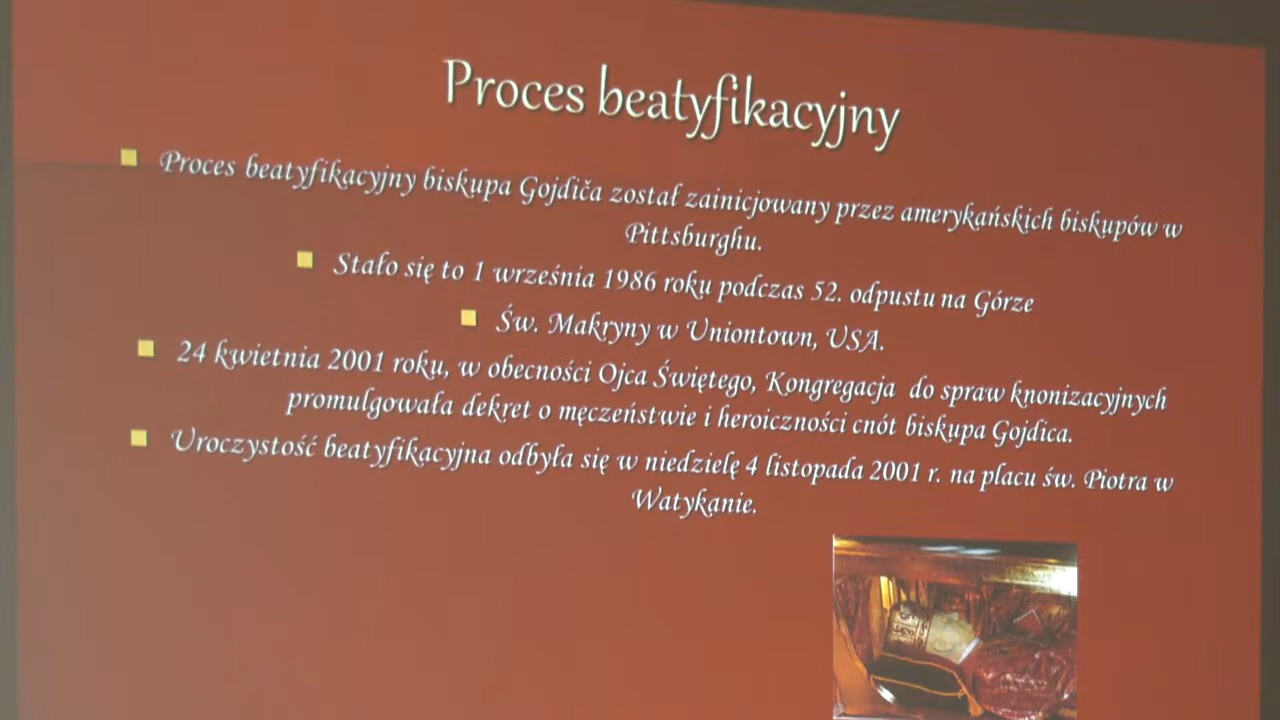 Proces beatyfikacyjny
Proces beatyfikacyjny biskupa Gojdiča został zainicjowany przez amerykańskich biskupów w
Pittsburghu.
Stało się to 1 września 1986 roku podczas 52. odpustu na Górze
Św. Makryny w Uniontown, USA.
24 kwietnia 2001 roku, w obecności Ojca Świętego, Kongregacja do spraw knonizacyjnych
promulgowała dekret o męczeństwie i heroiczności cnót biskupa Gojdica.
Uroczystość beatyfikacyjna odbyła się w niedzielę 4 listopada 2001 r. na placu św. Piotra w
Watykanie.